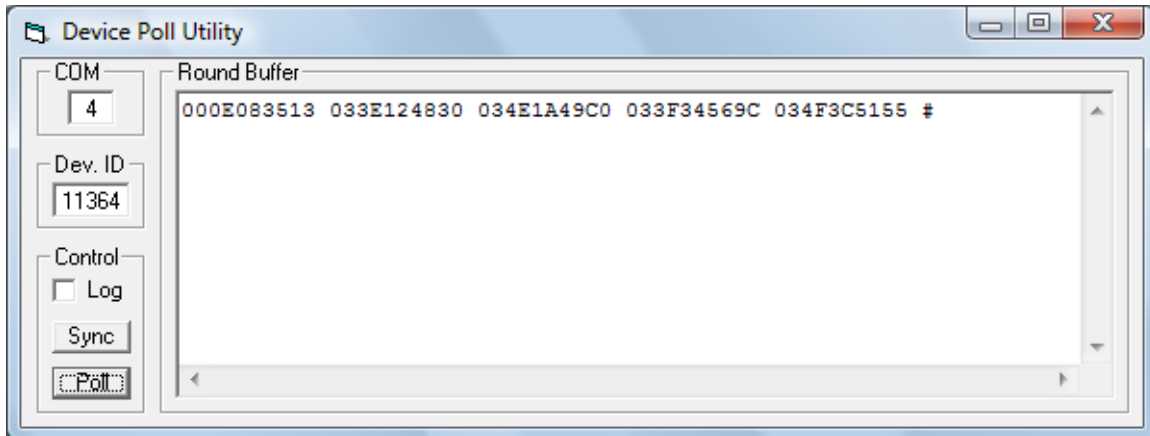 Device Poll Utility
COM
4
Dev. ID
11364
Control
Log
Sync
Poll
Round Buffer
000E083513 033E124830 034E1A49C0 033F34569C 034F3C5155 #